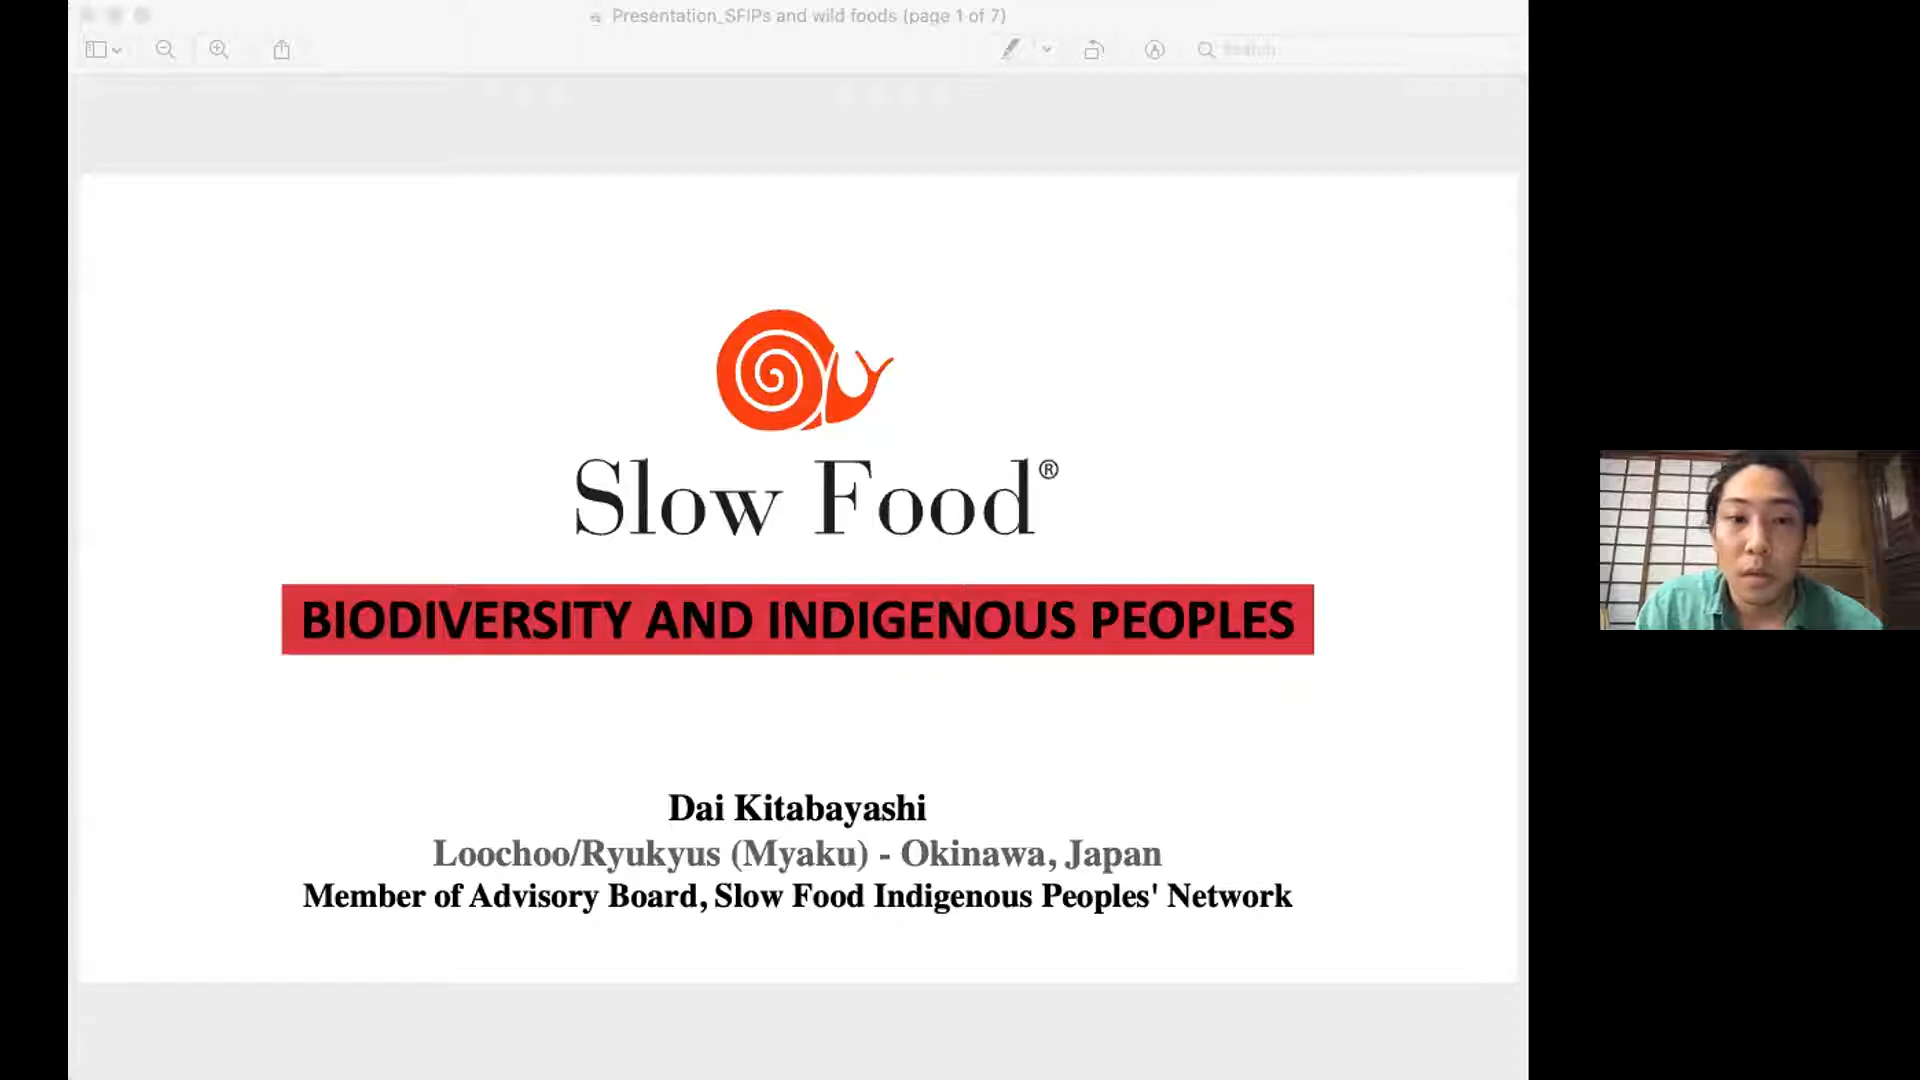 Presentation_SFIPs and wild foods (page 1 of 7)
Search
Slow Food®
BIODIVERSITY AND INDIGENOUS PEOPLES
Dai Kitabayashi
Loochoo/Ryukyus (Myaku) - Okinawa, Japan
Member of Advisory Board, Slow Food Indigenous Peoples' Network